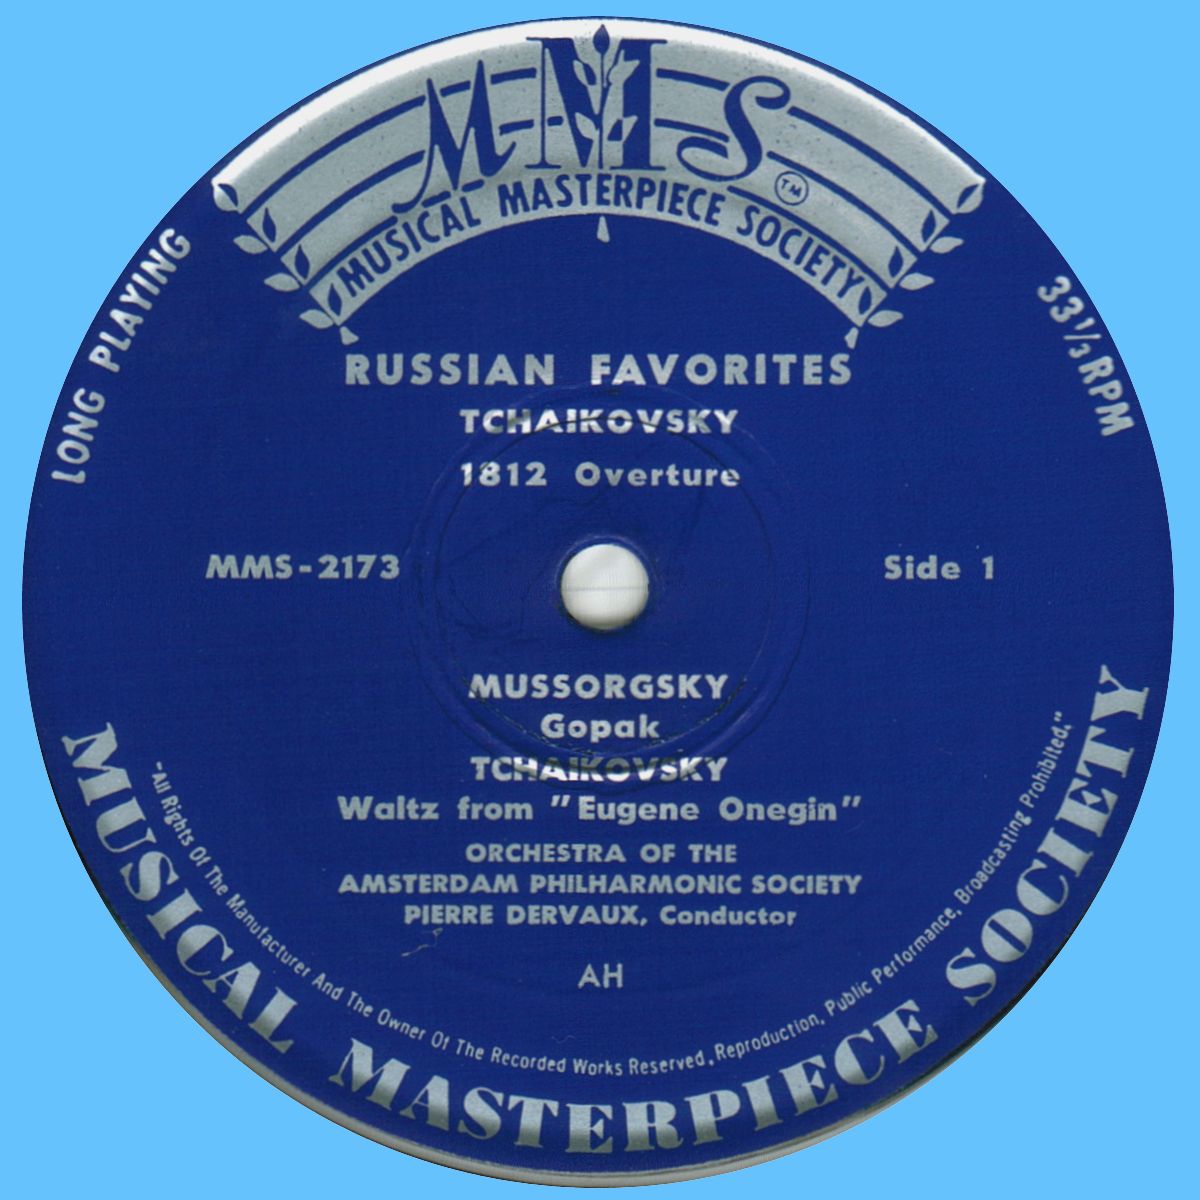 MMS
TM
MUSICAL MASTERPIECE SOCIETY
LONG PLAYING
33 1/3 RPM
RUSSIAN FAVORITES
TCHAIKOVSKY
1812 Overture
MMS-2173
Side 1
MUSSORGSKY
Gopak
TCHAIKOVSKY
Waltz from "Eugene Onegin"
ORCHESTRA OF THE
AMSTERDAM PHILHARMONIC SOCIETY
PIERRE DERVAUX, Conductor
AH
"All Rights Of The Manufacturer And The Owner Of The Recorded Works Reserved. Reproduction, Public Performance, Broadcasting Prohibited."
MUSICAL MASTERPIECE SOCIETY